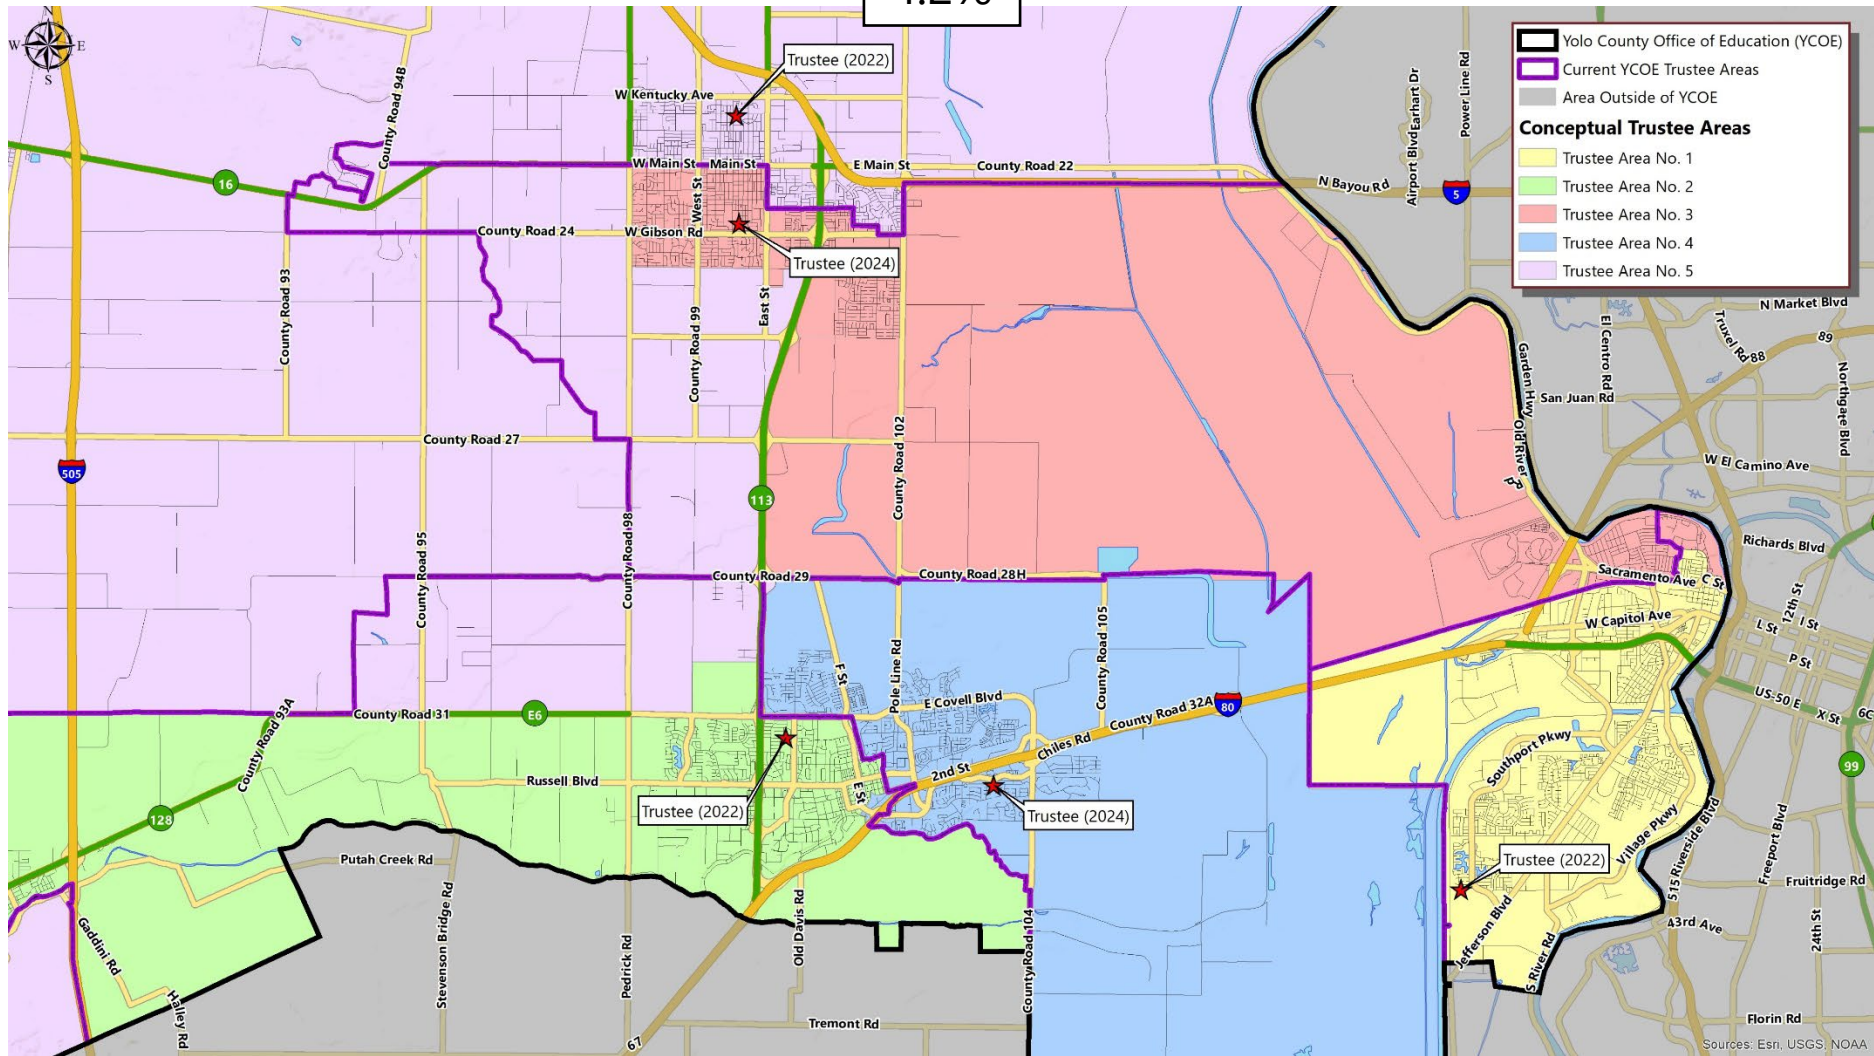 N
W E
S
Yolo County Office of Education (YCOE)
Current YCOE Trustee Areas
Area Outside of YCOE
Conceptual Trustee Areas
Trustee Area No. 1
Trustee Area No. 2
Trustee Area No. 3
Trustee Area No. 4
Trustee Area No. 5
Trustee (2022)
W Kentucky Ave
County Road 94B
Airport Blvd
Earhart Dr
Power Line Rd
W Main St
Main St
E Main St
County Road 22
N Bayou Rd
5
16
West St
County Road 24
W Gibson Rd
Trustee (2024)
County Road 93
County Road 99
East St
N Market Blvd
Truxel Rd
88
89
El Centro Rd
Garden Hwy
San Juan Rd
Northgate Blvd
Old River Rd
W El Camino Ave
County Road 27
County Road 102
505
113
County Road 95
County Road 98
County Road 29
County Road 28H
Richards Blvd
Sacramento Ave
C St
12th St
I St
L St
W Capitol Ave
P St
US-50 E
X St
6C
County Road 105
F St
Pole Line Rd
E Covell Blvd
County Road 32A
80
Chiles Rd
2nd St
County Road 31
E6
County Road 93A
Russell Blvd
E St
Trustee (2022)
Trustee (2024)
Southport Pkwy
Village Pkwy
99
128
Putah Creek Rd
Trustee (2022)
515 Riverside Blvd
Freeport Blvd
Fruitridge Rd
43rd Ave
24th St
Jefferson Blvd
S River Rd
Gaddini Rd
Halley Rd
Stevenson Bridge Rd
Pedrick Rd
Old Davis Rd
County Road 104
Tremont Rd
67
Florin Rd
Sources: Esri, USGS, NOAA